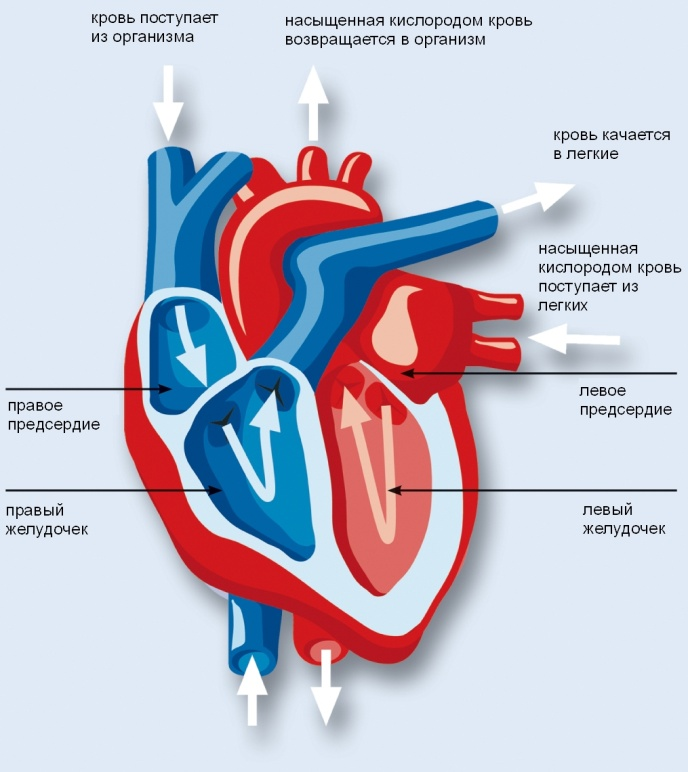 кровь поступает
из организма
насыщенная кислородом кровь
возвращается в организм
кровь качается
в легкие
насыщенная
кислородом кровь
поступает из
легких
правое
предсердие
левое
предсердие
правый
желудочек
левый
желудочек